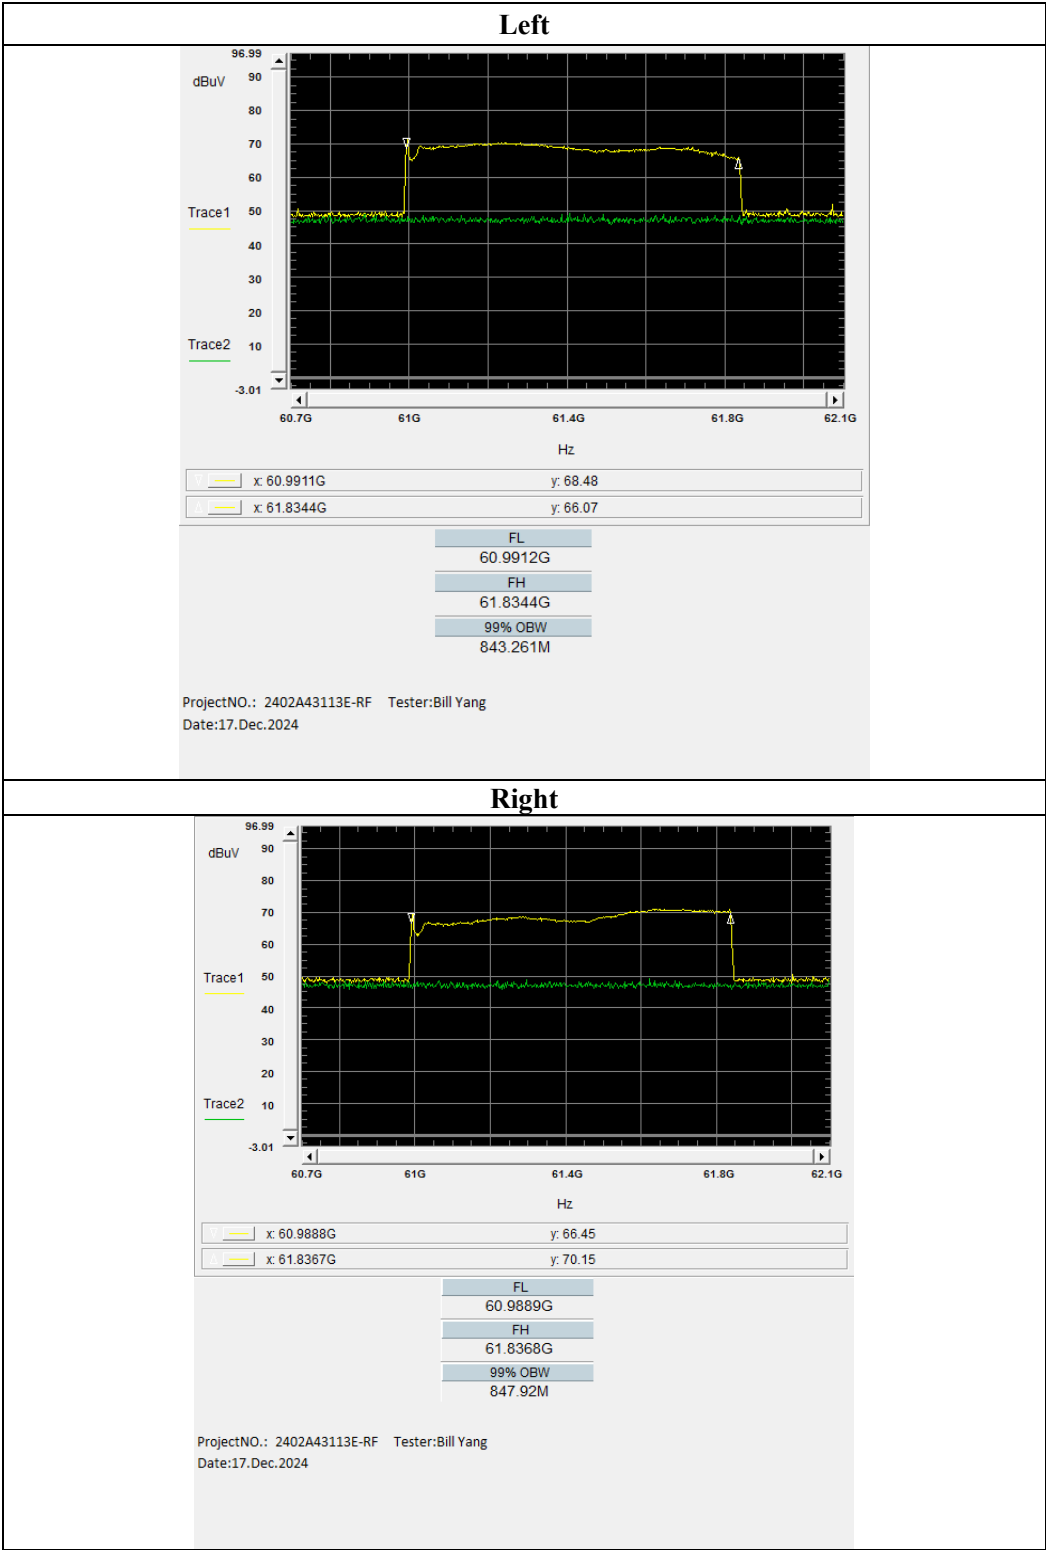 Left
96.99
dBuV
90
80
70
60
Trace1
50
40
30
20
Trace2
10
-3.01
60.7G 61G 61.4G 61.8G 62.1G
Hz
x: 60.9911G y: 68.48
x: 61.8344G y: 66.07
FL
60.9912G
FH
61.8344G
99% OBW
843.261M
ProjectNO.: 2402A43113E-RF Tester:Bill Yang
Date:17.Dec.2024
Right
96.99
dBuV
90
80
70
60
Trace1
50
40
30
20
Trace2
10
-3.01
60.7G 61G 61.4G 61.8G 62.1G
Hz
x: 60.9888G y: 66.45
x: 61.8367G y: 70.15
FL
60.9889G
FH
61.8368G
99% OBW
847.92M
ProjectNO.: 2402A43113E-RF Tester:Bill Yang
Date:17.Dec.2024